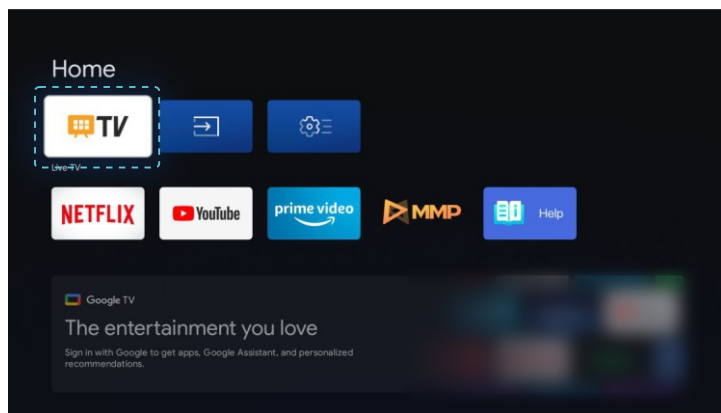 Home
TV
Live TV
NETFLIX
YouTube
prime video
MMP
Help
Google TV
The entertainment you love
Sign in with Google to get apps, Google Assistant, and personalized
recommendations.